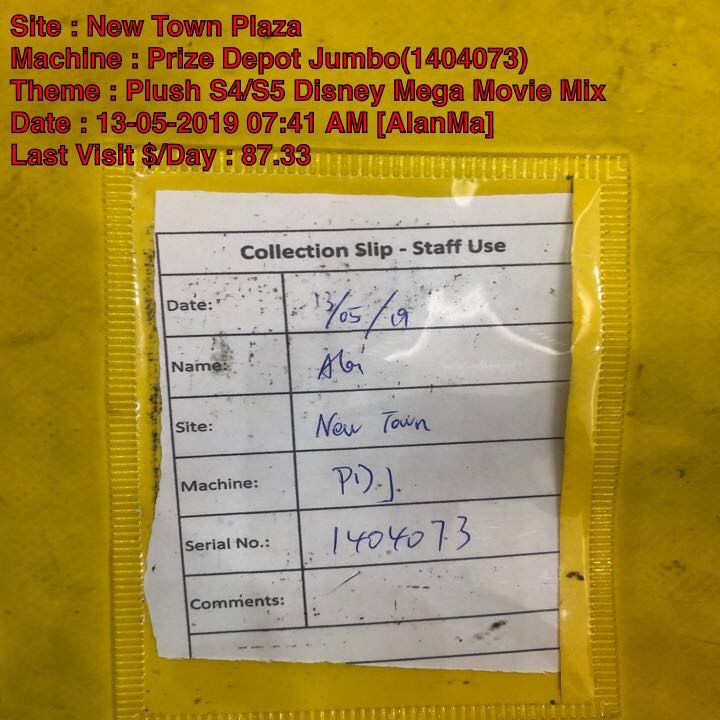 Site : New Town Plaza
Machine : Prize Depot Jumbo(1404073)
Theme : Plush S4/S5 Disney Mega Movie Mix
Date : 13-05-2019 07:41 AM [AlanMa]
Last Visit $/Day : 87.33
Collection Slip - Staff Use
Date: 13/05/19
Name:
Site: New Town
Machine: P.D.J.
Serial No.: 1404073
Comments: